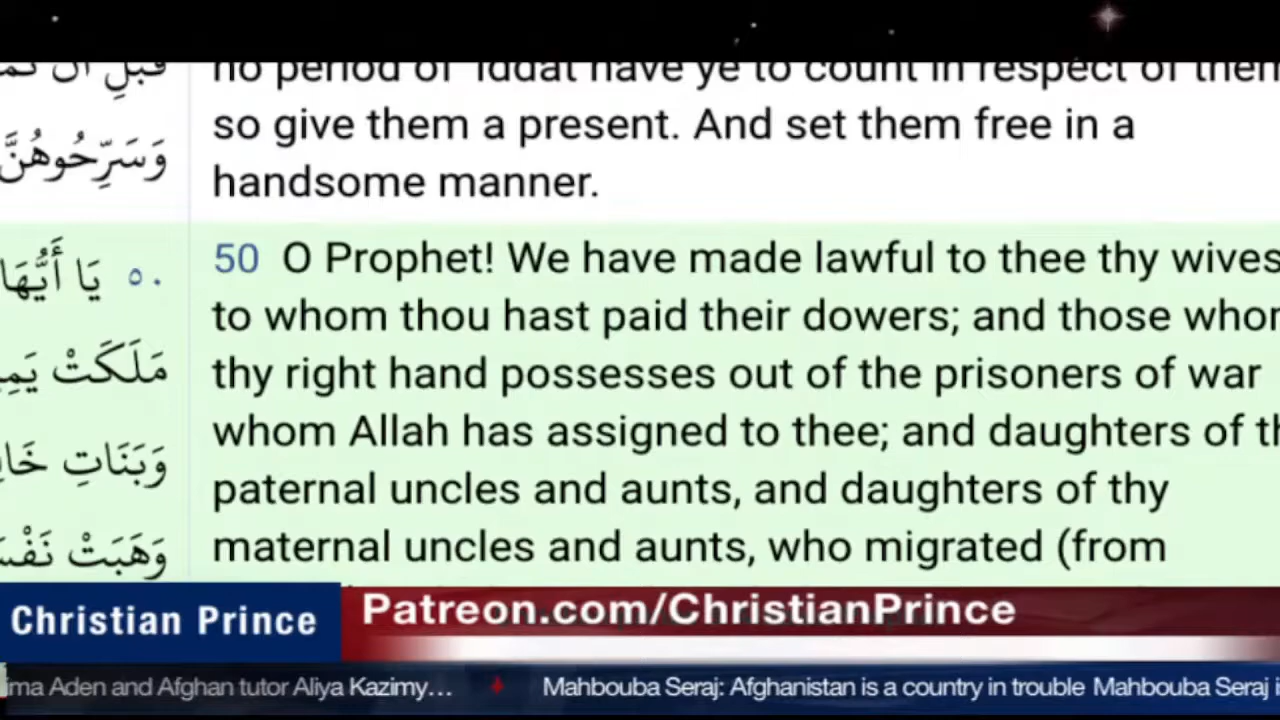 no period of 'Iddat have ye to count in respect of them
so give them a present. And set them free in a
وَسَرِّحُوهُنَّ
handsome manner.
50 O Prophet! We have made lawful to thee thy wives
٥٠ يَا أَيُّهَا
to whom thou hast paid their dowers; and those whom
مَلَكَتْ
thy right hand possesses out of the prisoners of war
whom Allah has assigned to thee; and daughters of
وَبَنَاتِ
paternal uncles and aunts, and daughters of thy
maternal uncles and aunts, who migrated (from
وَهَبَتْ
Christian Prince
Patreon.com/ChristianPrince
Aden and Afghan tutor Aliya Kazimy... Mahbouba Seraj: Afghanistan is a country in trouble Mahbouba Seraj